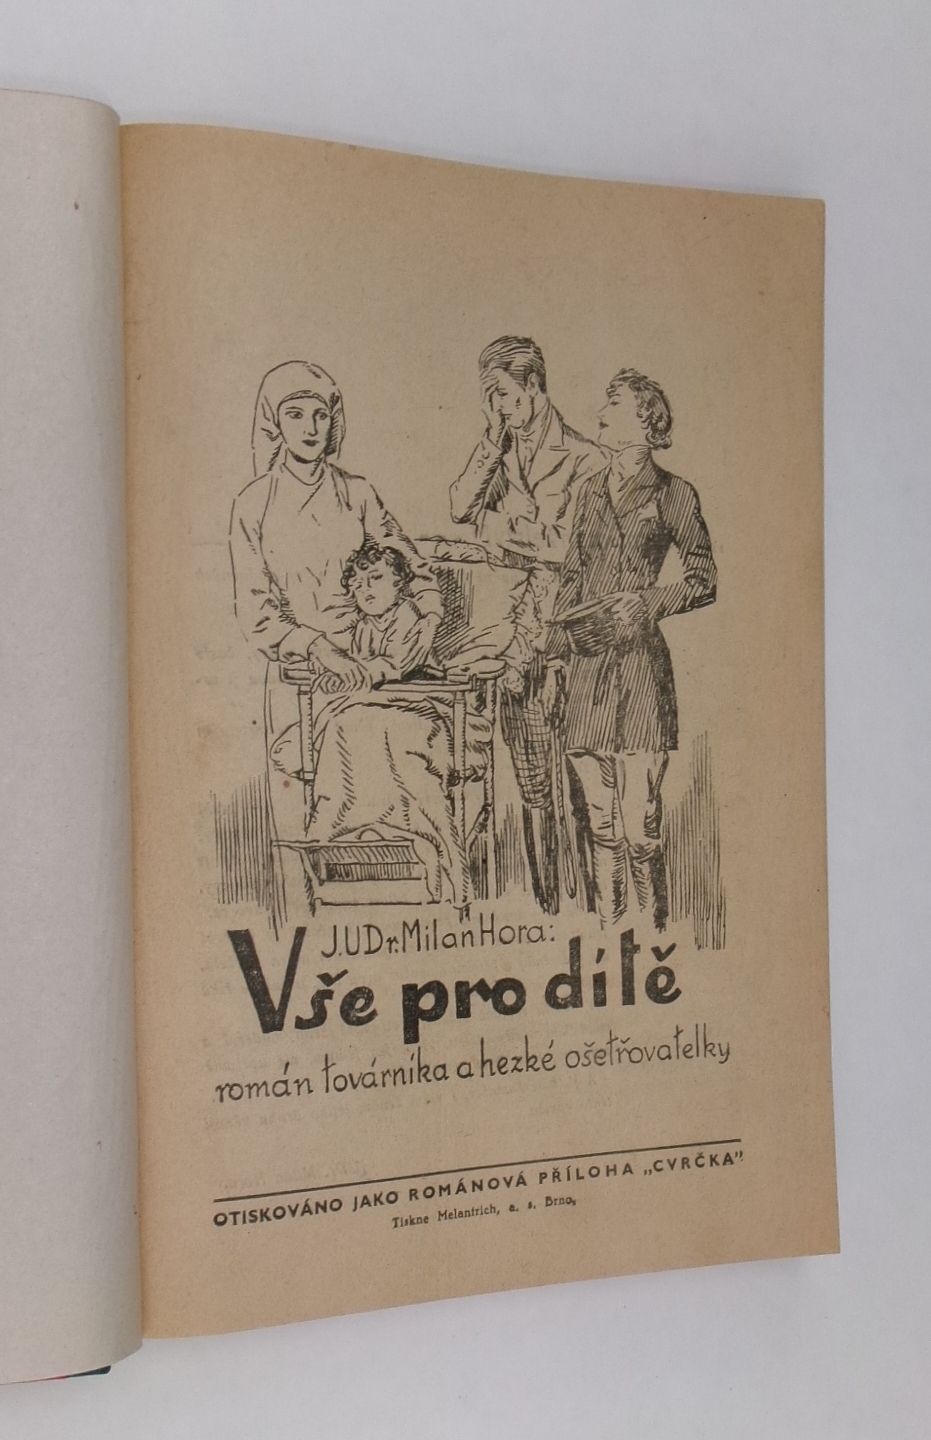 J.UDr. Milan Hora:
Vše pro dítě
román továrníka a hezké ošetřovatelky
OTISKOVÁNO JAKO ROMÁNOVÁ PŘÍLOHA „CVRČKA“.
Tiskne Melantrich, a. s. Brno,